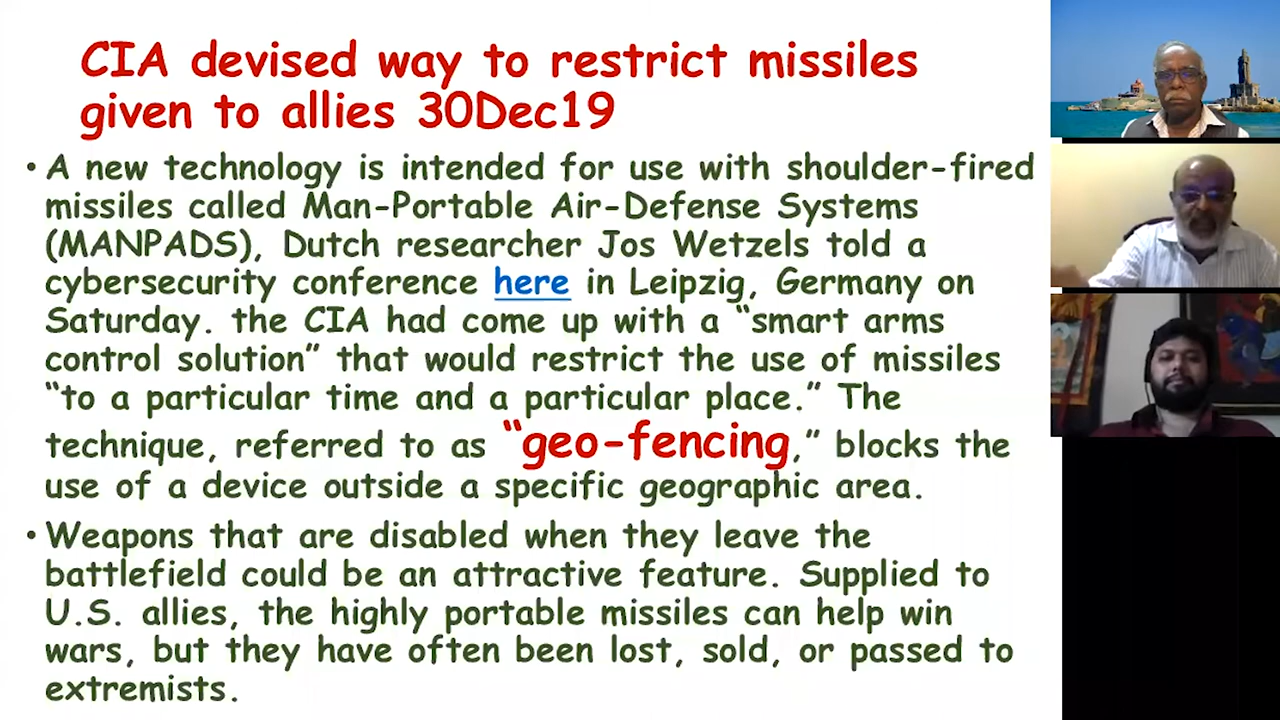 CIA devised way to restrict missiles
given to allies 30Dec19
• A new technology is intended for use with shoulder-fired
missiles called Man-Portable Air-Defense Systems
(MANPADS), Dutch researcher Jos Wetzels told a
cybersecurity conference here in Leipzig, Germany on
Saturday. the CIA had come up with a “smart arms
control solution” that would restrict the use of missiles
“to a particular time and a particular place.” The
technique, referred to as “geo-fencing,” blocks the
use of a device outside a specific geographic area.
• Weapons that are disabled when they leave the
battlefield could be an attractive feature. Supplied to
U.S. allies, the highly portable missiles can help win
wars, but they have often been lost, sold, or passed to
extremists.